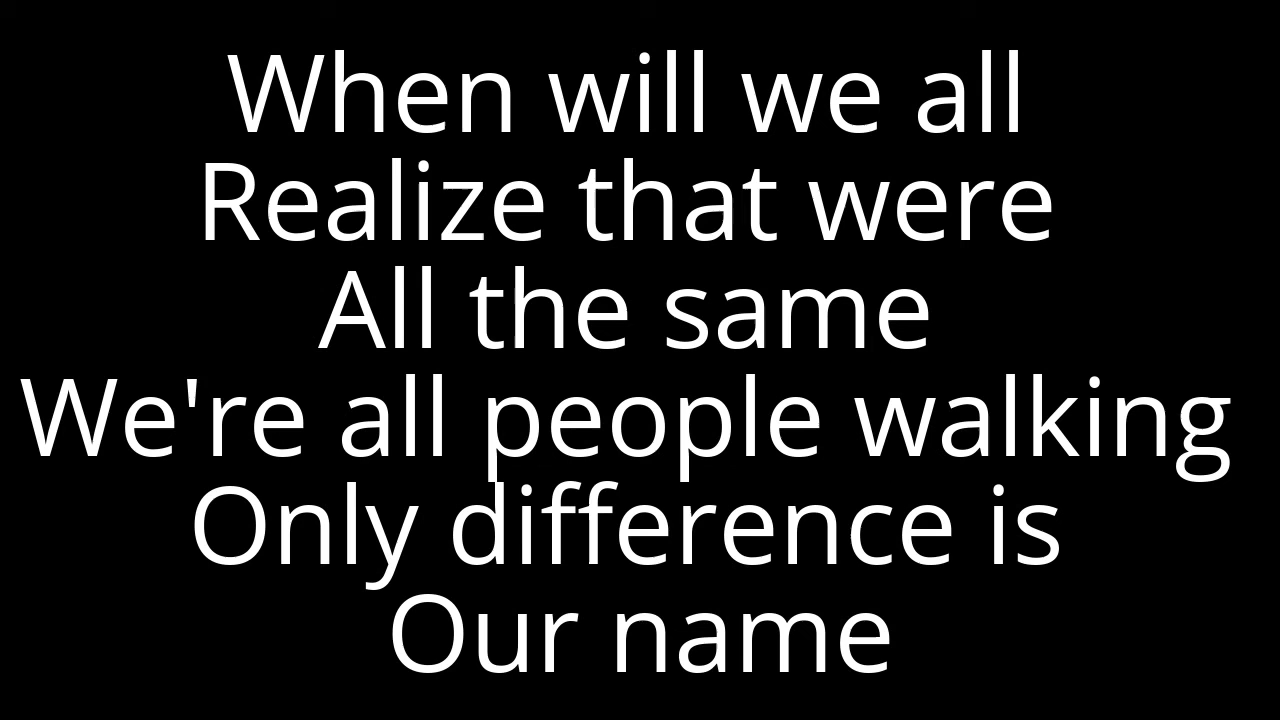 When will we all
Realize that were
All the same
We're all people walking
Only difference is
Our name